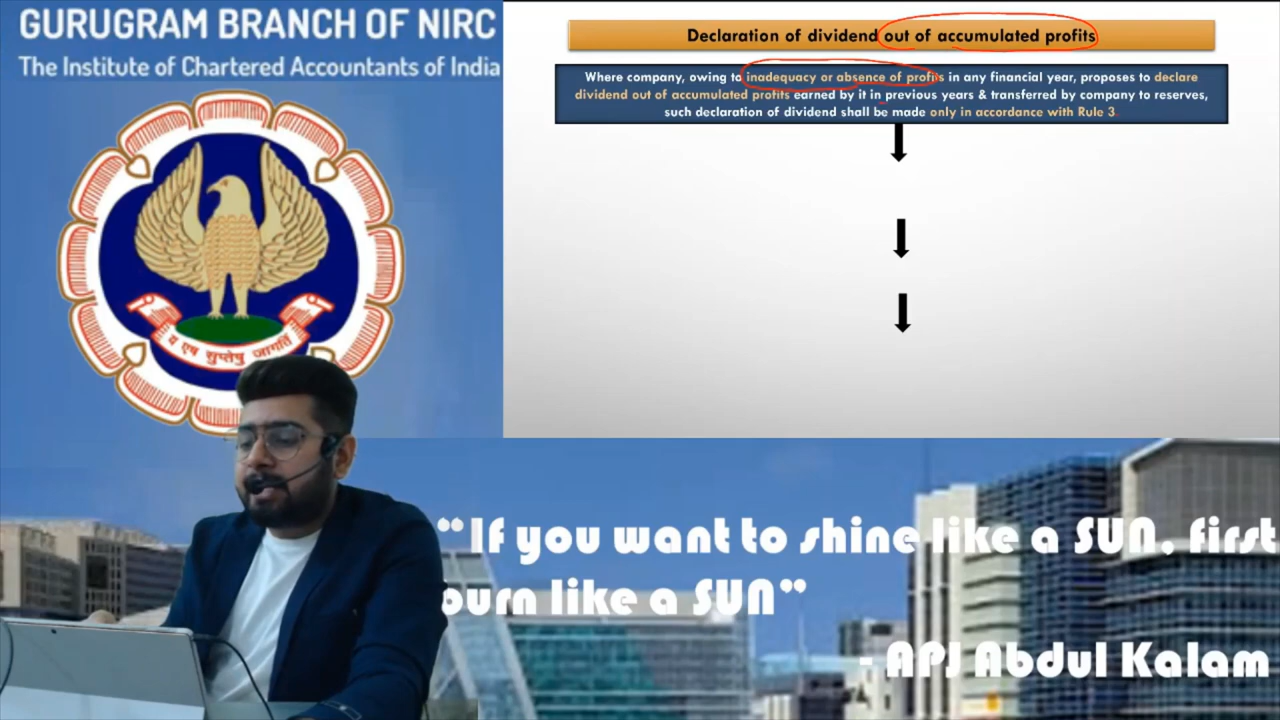 GURUGRAM BRANCH OF NIRC
The Institute of Chartered Accountants of India
य एष सुप्तेषु जागर्ति
Declaration of dividend out of accumulated profits
Where company, owing to inadequacy or absence of profits in any financial year, proposes to declare
dividend out of accumulated profits earned by it in previous years & transferred by company to reserves,
such declaration of dividend shall be made only in accordance with Rule 3
“If you want to shine like a SUN, first
burn like a SUN”
- APJ Abdul Kalam